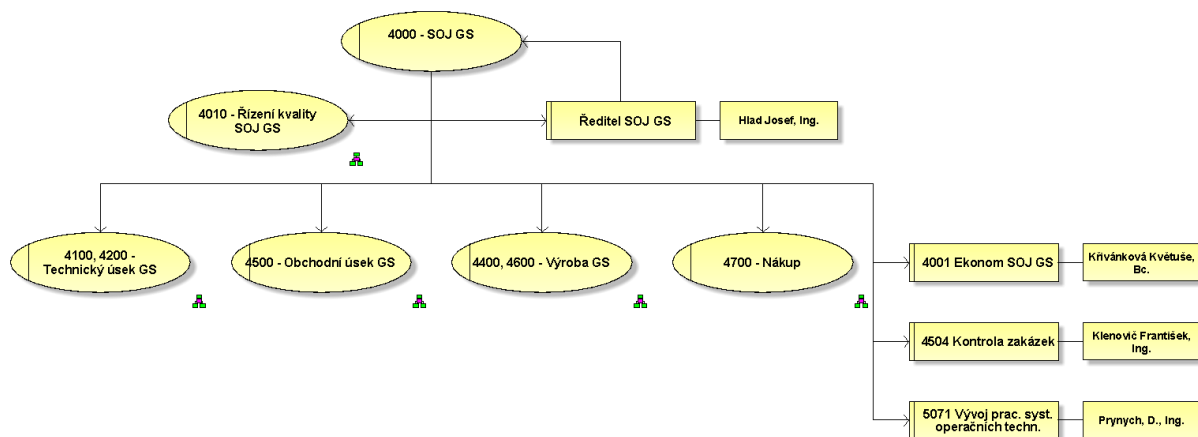 4000 - SOJ GS
4010 - Řízení kvality
SOJ GS
Ředitel SOJ GS
Hlad Josef, Ing.
4100, 4200 -
Technický úsek GS
4500 - Obchodní úsek GS
4400, 4600 - Výroba GS
4700 - Nákup
4001 Ekonom SOJ GS
Křivánková Květuše,
Bc.
4504 Kontrola zakázek
Klenovič František,
Ing.
5071 Vývoj prac. syst.
operačních techn.
Prynych, D., Ing.